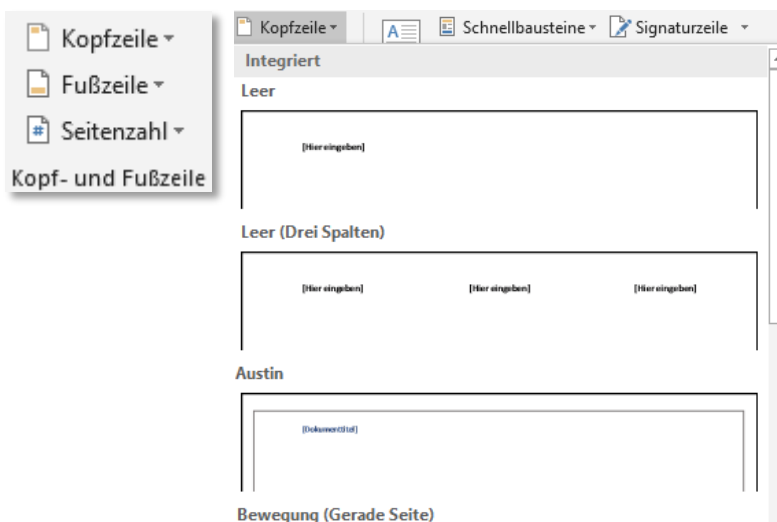 Kopfzeile
Fußzeile
Seitenzahl
Kopf- und Fußzeile
Kopfzeile Schnellbausteine Signaturzeile
Integriert
Leer
[Hier eingeben]
Leer (Drei Spalten)
[Hier eingeben] [Hier eingeben] [Hier eingeben]
Austin
[Dokumenttitel]
Bewegung (Gerade Seite)